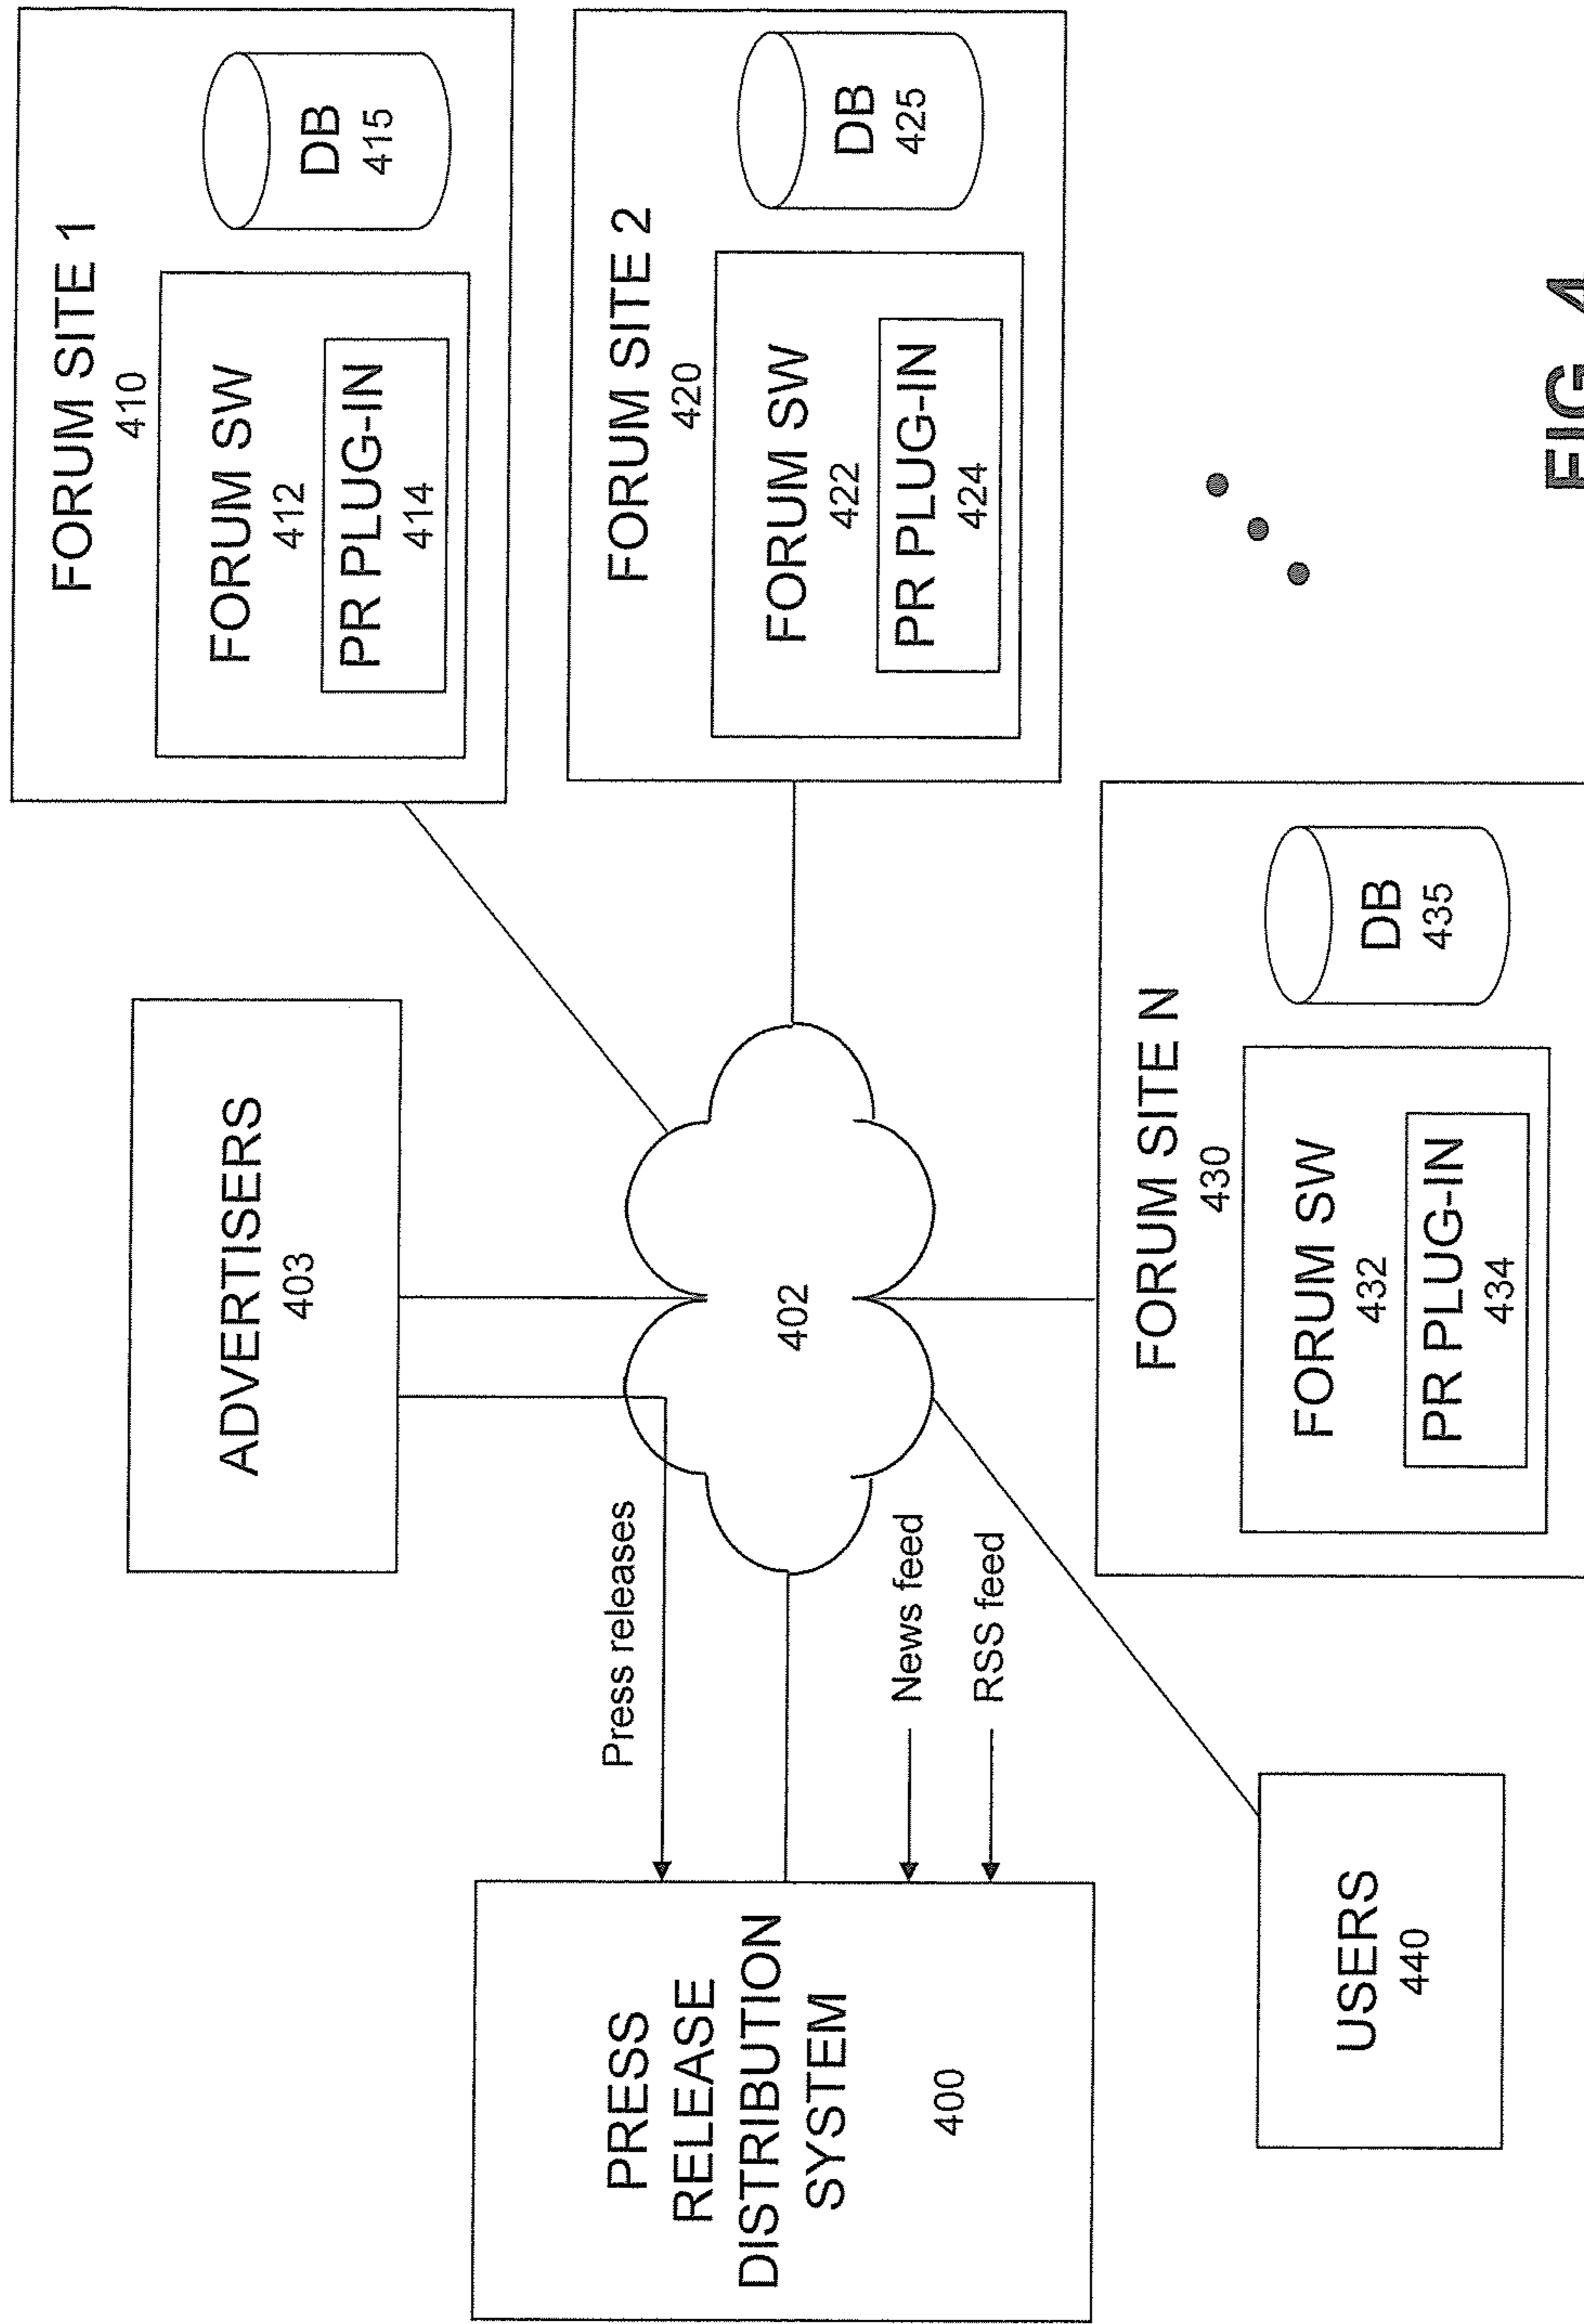 ADVERTISERS
403
FORUM SITE 1
410
FORUM SW
412
PR PLUG-IN
414
DB
415
Press releases
PRESS
RELEASE
DISTRIBUTION
SYSTEM
400
402
News feed
RSS feed
FORUM SITE 2
420
FORUM SW
422
PR PLUG-IN
424
DB
425
USERS
440
FORUM SITE N
430
FORUM SW
432
PR PLUG-IN
434
DB
435
FIG. 4